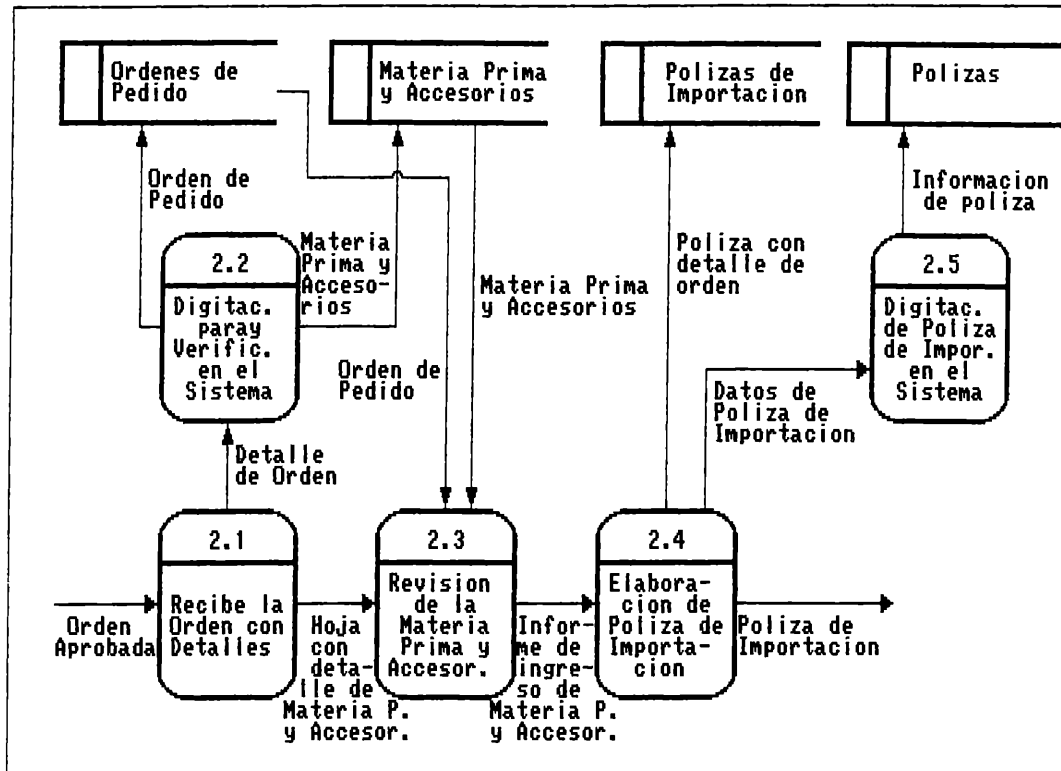 Ordenes de
Pedido
Materia Prima
y Accesorios
Polizas de
Importacion
Polizas
Orden de
Pedido
Informacion
de poliza
2.2
Digitac.
paray
Verific.
en el
Sistema
Materia
Prima y
Acceso-
rios
Materia Prima
y Accesorios
Poliza con
detalle de
orden
2.5
Digitac.
de Poliza
de Impor.
en el
Sistema
Orden de
Pedido
Datos de
Poliza de
Importacion
Detalle
de Orden
2.1
Recibe la
Orden con
Detalles
2.3
Revision
de la
Materia
Prima y
Accesor.
2.4
Elabora-
cion de
Poliza de
Importa-
cion
Orden
Aprobada
Hoja
con
deta-
lle de
Materia P.
y Accesor.
Infor-
me de
ingre-
so de
Materia P.
y Accesor.
Poliza de
Importacion